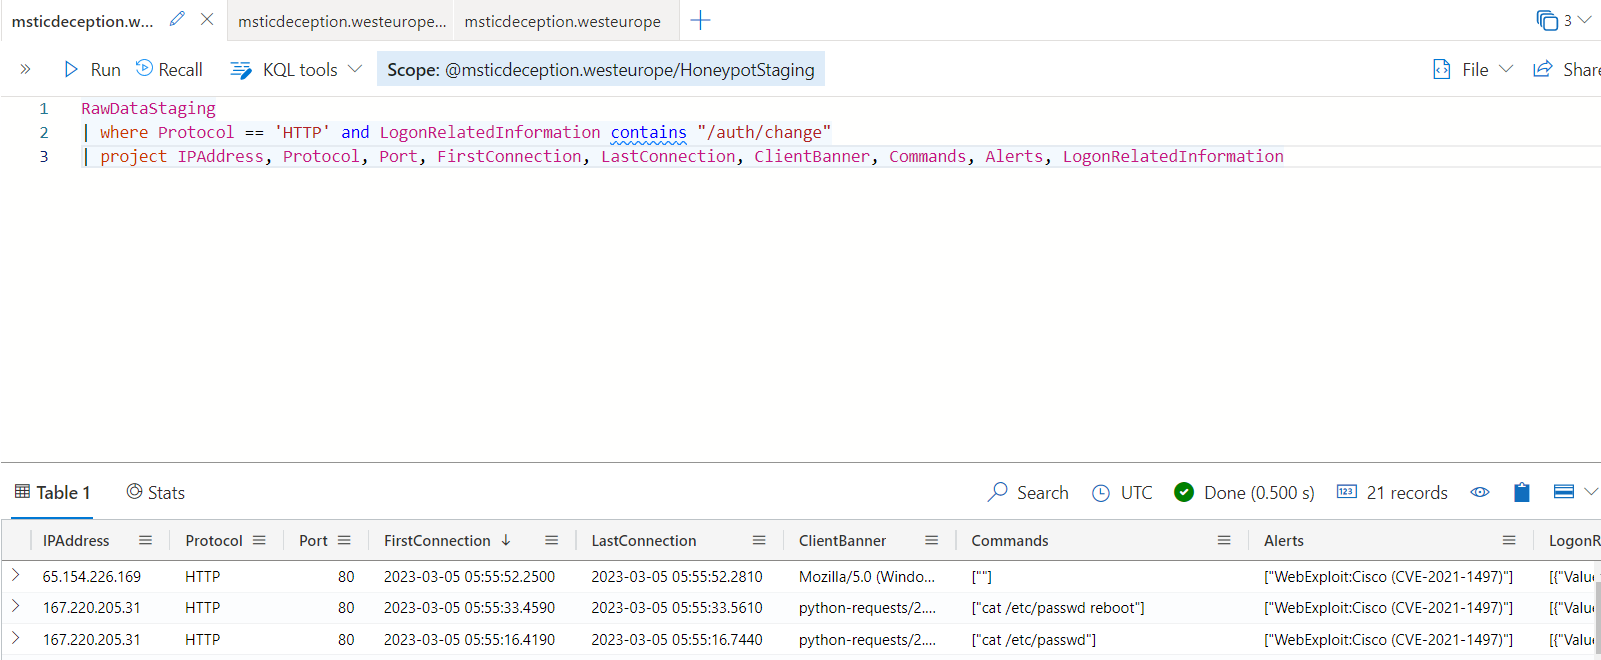 msticdeception.w...
msticdeception.westeurope...
msticdeception.westeurope
3
Run
Recall
KQL tools
Scope: @msticdeception.westeurope/HoneypotStaging
File
Share
1 RawDataStaging
2 | where Protocol == 'HTTP' and LogonRelatedInformation contains "/auth/change"
3 | project IPAddress, Protocol, Port, FirstConnection, LastConnection, ClientBanner, Commands, Alerts, LogonRelatedInformation
Table 1
Stats
Search
UTC
Done (0.500 s)
123
21 records
IPAddress Protocol Port FirstConnection LastConnection ClientBanner Commands Alerts LogonR
65.154.226.169 HTTP 80 2023-03-05 05:55:52.2500 2023-03-05 05:55:52.2810 Mozilla/5.0 (Windo... [""] ["WebExploit:Cisco (CVE-2021-1497)"] [{"Valu
167.220.205.31 HTTP 80 2023-03-05 05:55:33.4590 2023-03-05 05:55:33.5610 python-requests/2.... ["cat /etc/passwd reboot"] ["WebExploit:Cisco (CVE-2021-1497)"] [{"Valu
167.220.205.31 HTTP 80 2023-03-05 05:55:16.4190 2023-03-05 05:55:16.7440 python-requests/2.... ["cat /etc/passwd"] ["WebExploit:Cisco (CVE-2021-1497)"] [{"Valu